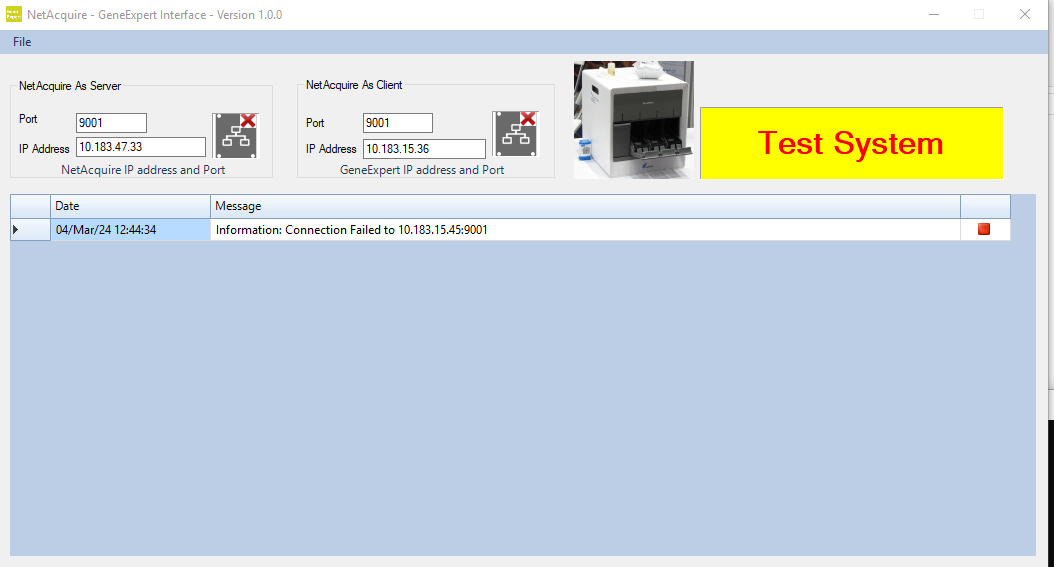 NetAcquire - GeneExpert Interface - Version 1.0.0
File
NetAcquire As Server
Port 9001
IP Address 10.183.47.33
NetAcquire IP address and Port
NetAcquire As Client
Port 9001
IP Address 10.183.15.36
GeneExpert IP address and Port
Test System
Date Message
04/Mar/24 12:44:34 Information: Connection Failed to 10.183.15.45:9001